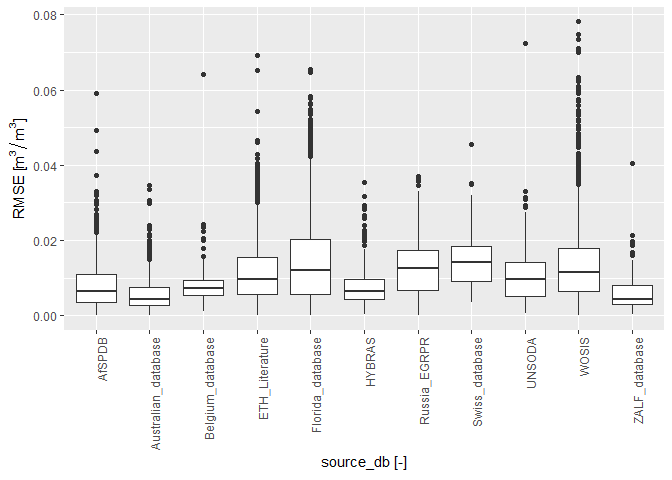 0.08
0.06
0.04
0.02
0.00
RMSE [m³/m³]
AfSPDB
Australian_database
Belgium_database
ETH_Literature
Florida_database
HYBRAS
Russia_EGRPR
Swiss_database
UNSODA
WOSIS
ZALF_database
source_db [-]